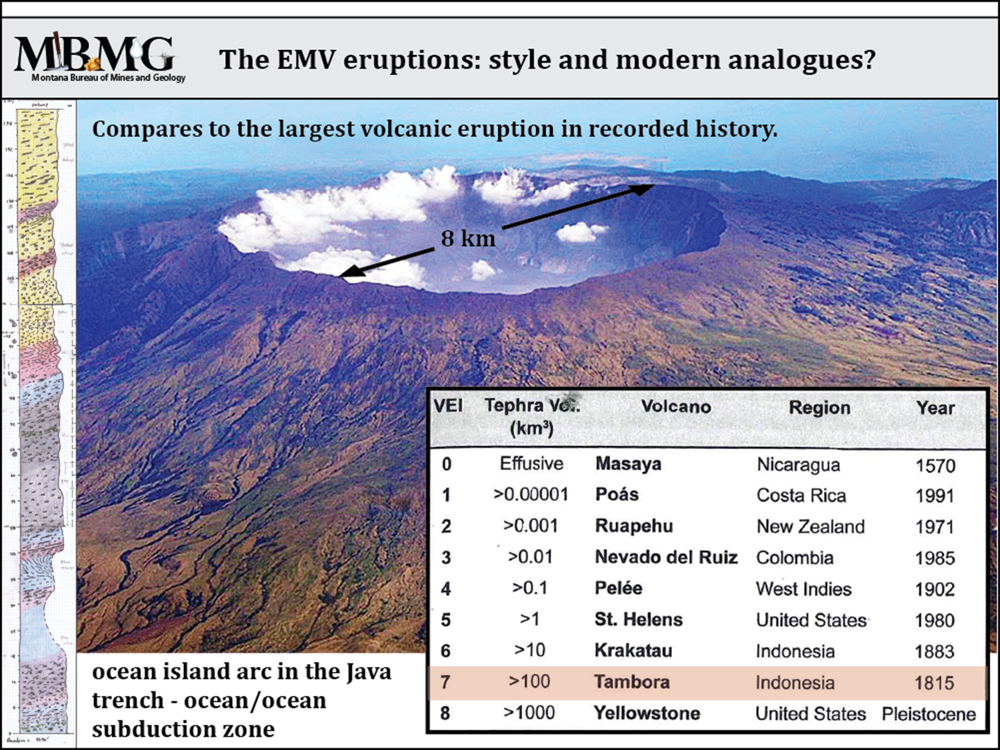 MBMG
Montana Bureau of Mines and Geology
The EMV eruptions: style and modern analogues?
Compares to the largest volcanic eruption in recorded history.
8 km
VEI Tephra Vol. Volcano Region Year
(km³)
0 Effusive Masaya Nicaragua 1570
1 >0.00001 Poás Costa Rica 1991
2 >0.001 Ruapehu New Zealand 1971
3 >0.01 Nevado del Ruiz Colombia 1985
4 >0.1 Pelée West Indies 1902
5 >1 St. Helens United States 1980
6 >10 Krakatau Indonesia 1883
7 >100 Tambora Indonesia 1815
8 >1000 Yellowstone United States Pleistocene
ocean island arc in the Java
trench - ocean/ocean
subduction zone